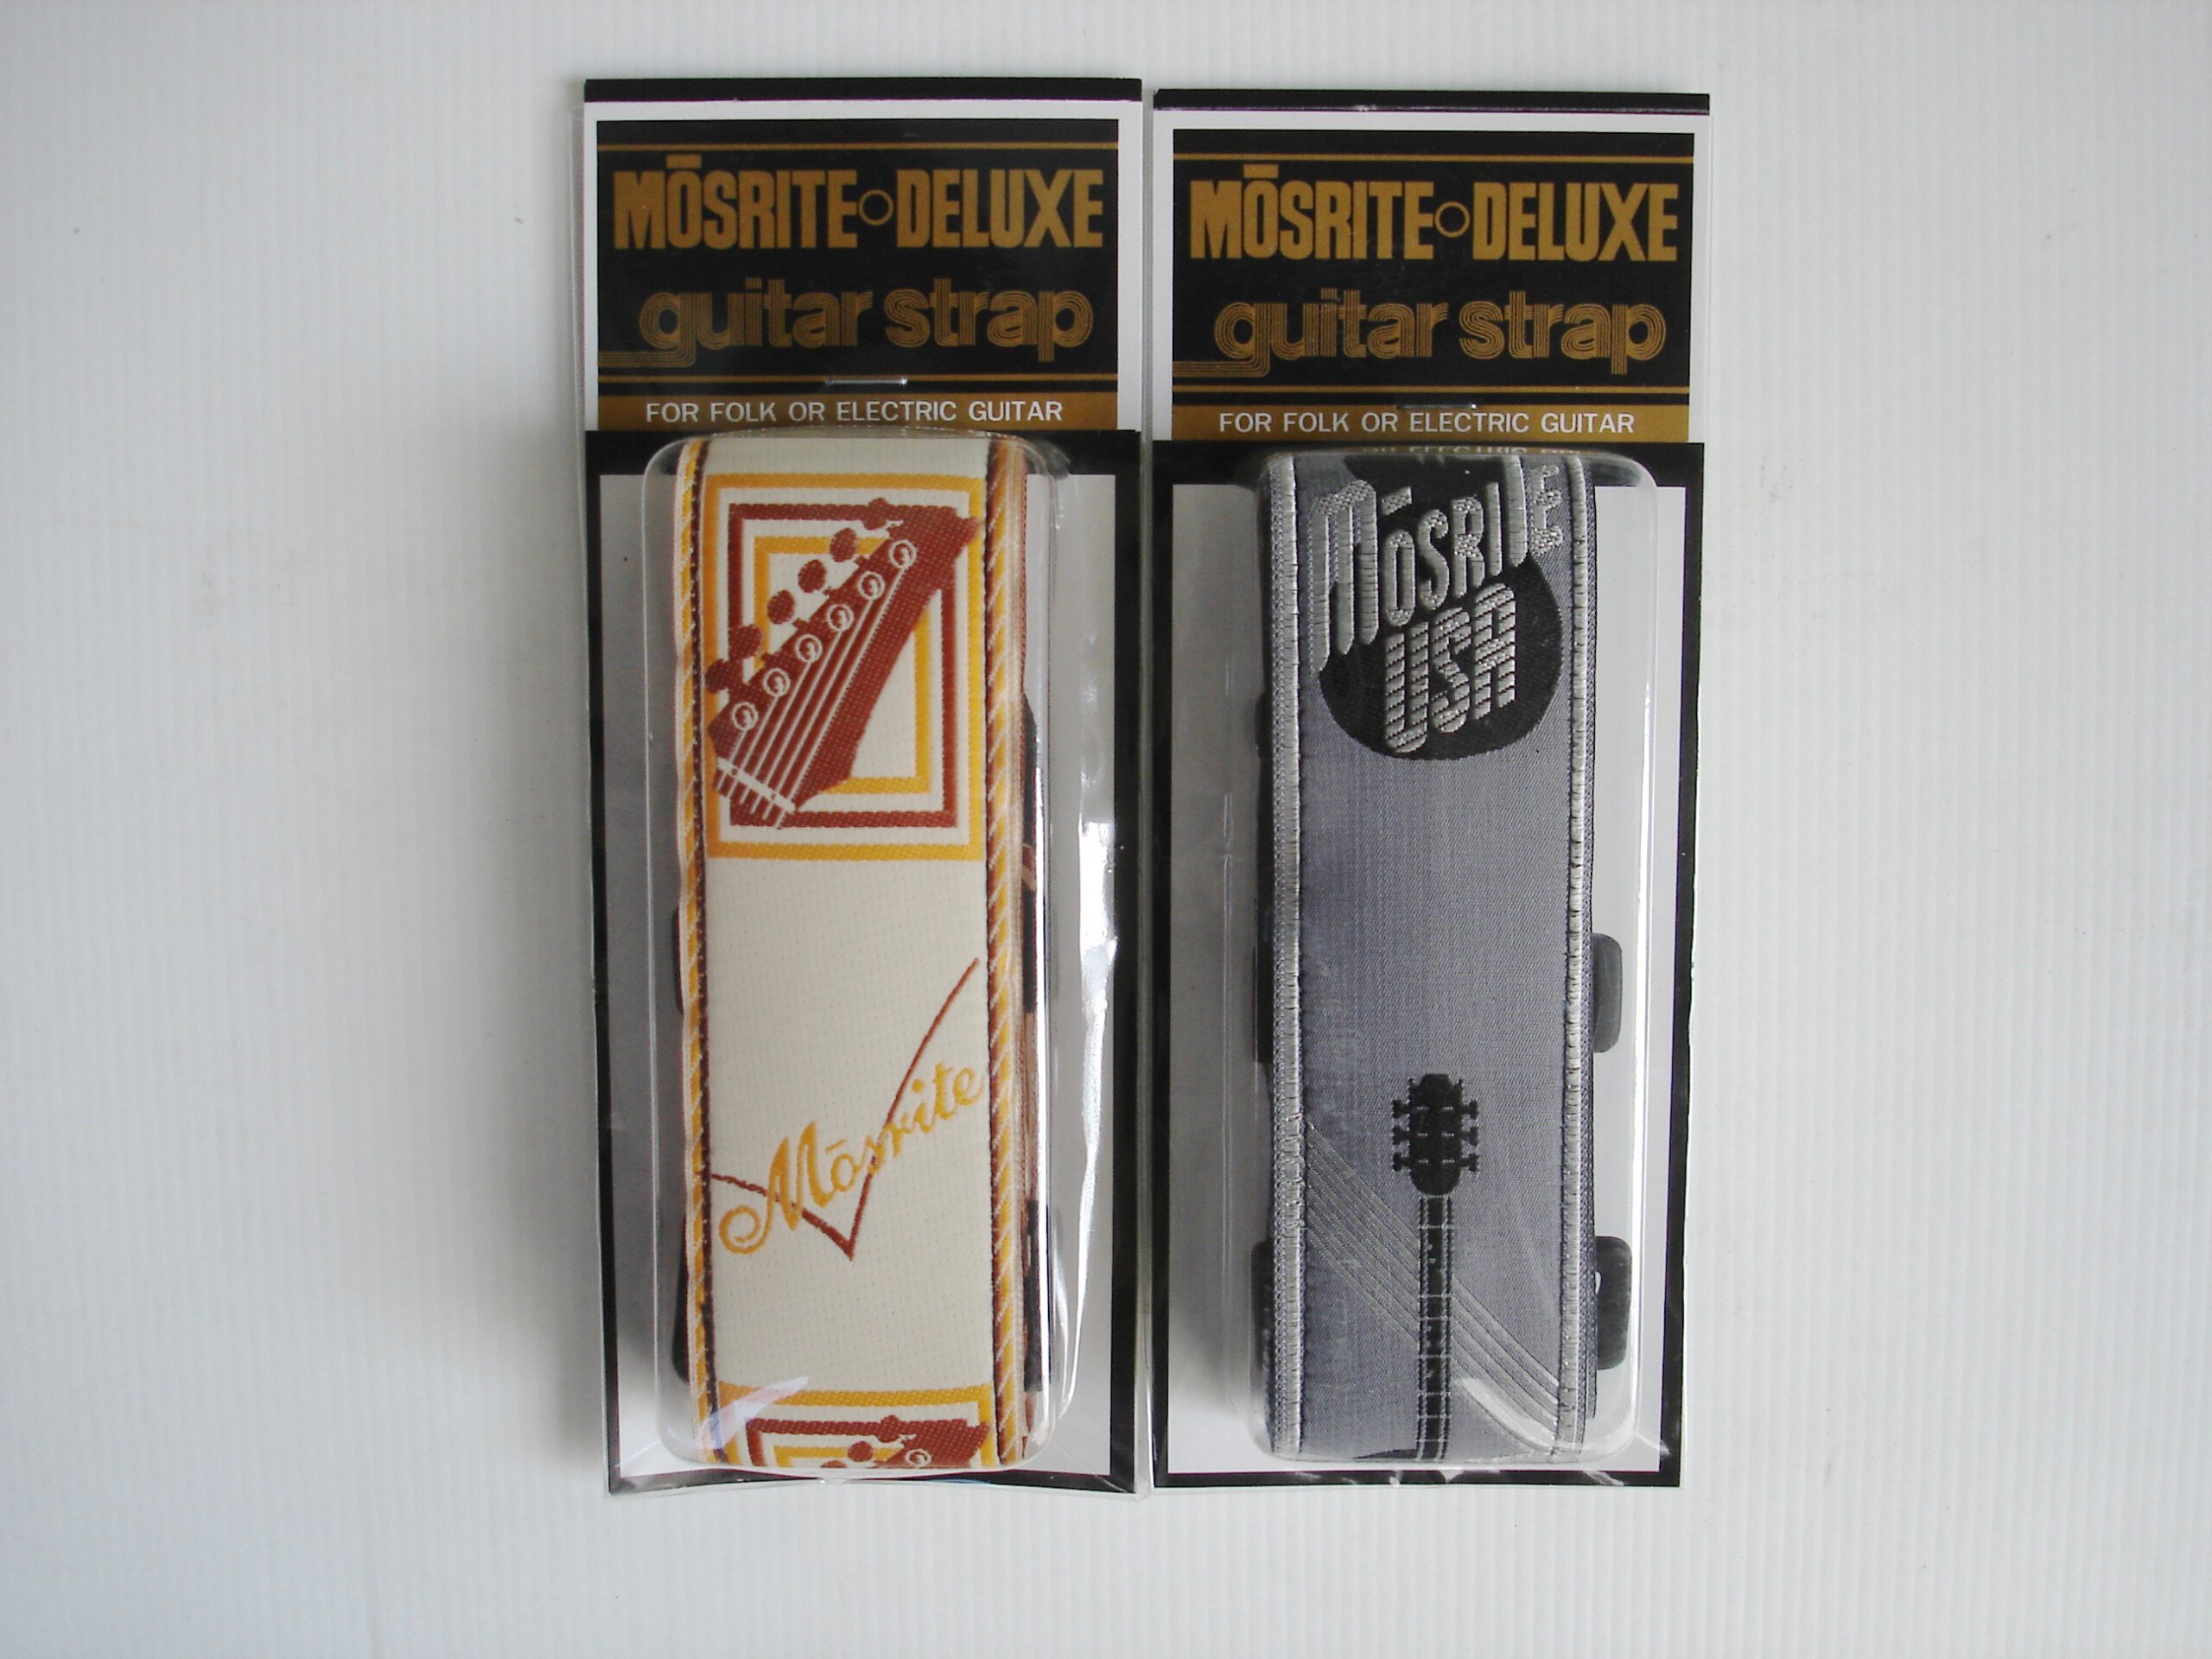 MŌSRITE○DELUXE
guitar strap
FOR FOLK OR ELECTRIC GUITAR
Mōsrite
MŌSRITE○DELUXE
guitar strap
FOR FOLK OR ELECTRIC GUITAR
MŌSRITE
USA